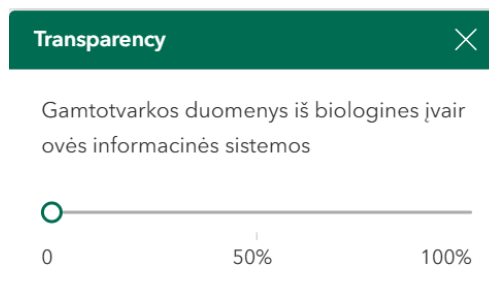 Transparency
Gamtotvarkos duomenys iš biologines įvair
ovės informacinės sistemos
0 50% 100%